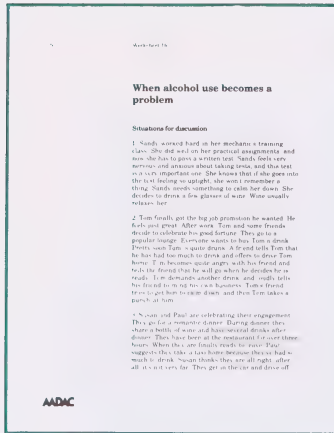 When alcohol use becomes a
problem
Situations for discussion
1 Sandy worked hard in her mechanics training
class. She did well on her practical assignments and
now she has to pass a written test. Sandy feels very
nervous and anxious about taking tests, and this test
is a very important one. She knows that if she goes into
the test feeling so uptight, she won't remember a
thing. Sandy needs something to calm her down. She
decides to drink a few glasses of wine. Wine usually
relaxes her.
2 Tom finally got the big job promotion he wanted. He
feels just great. After work, Tom and some friends
decide to celebrate his good fortune. They go to a
popular lounge. Everyone wants to buy Tom a drink.
Pretty soon Tom is quite drunk. A friend tells Tom that
he has had too much to drink and offers to drive Tom
home. Tom becomes quite angry with his friend and
tells the friend that he will go when he decides he is
ready. Tom demands another drink, and tells
his friend to mind his own business. Tom's friend
tries to get him to calm down, and then Tom takes a
punch at him.
3 Susan and Paul are celebrating their engagement.
They go for a romantic dinner. During dinner they
share a bottle of wine and have several drinks after
dinner. They have been at the restaurant for over three
hours. When they are finally ready to leave, Paul
suggests they take a taxi home because they've had so
much to drink. Susan thinks they are all right, after
all, it's not very far. They get in the car and drive off.
AADAC